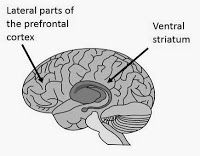 Lateral parts of
the prefrontal
cortex
Ventral
striatum